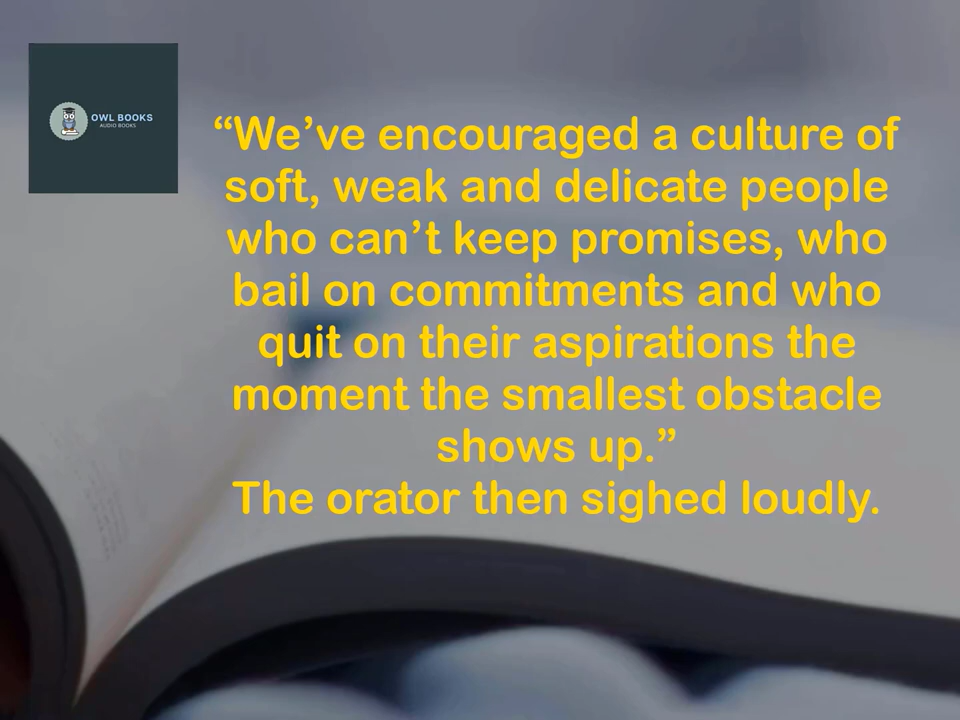 OWL BOOKS
AUDIO BOOKS
“We’ve encouraged a culture of
soft, weak and delicate people
who can’t keep promises, who
bail on commitments and who
quit on their aspirations the
moment the smallest obstacle
shows up.”
The orator then sighed loudly.